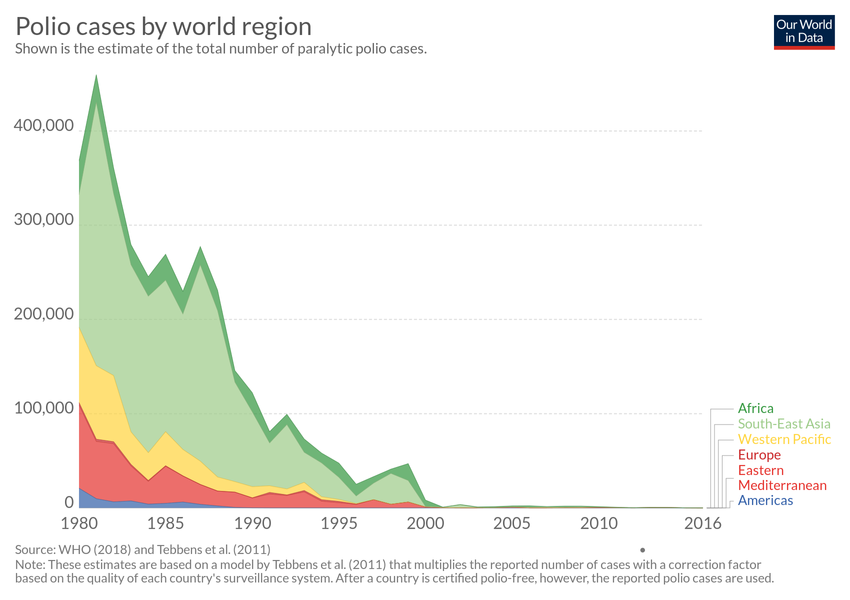 Polio cases by world region
Shown is the estimate of the total number of paralytic polio cases.
Our World
in Data
400,000
300,000
200,000
100,000
0
Africa
South-East Asia
Western Pacific
Europe
Eastern
Mediterranean
Americas
1980 1985 1990 1995 2000 2005 2010 2016
Source: WHO (2018) and Tebbens et al. (2011)
Note: These estimates are based on a model by Tebbens et al. (2011) that multiplies the reported number of cases with a correction factor
based on the quality of each country's surveillance system. After a country is certified polio-free, however, the reported polio cases are used.